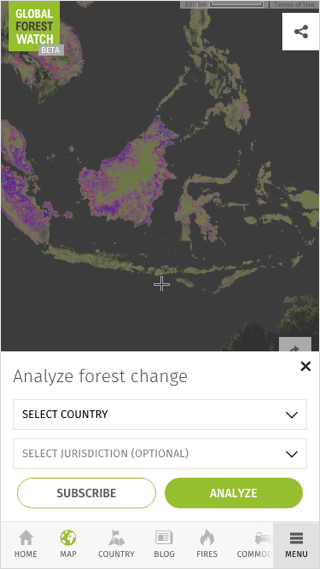 500 km
Terms of Use
GLOBAL
FOREST
WATCH
BETA
Analyze forest change
SELECT COUNTRY
SELECT JURISDICTION (OPTIONAL)
SUBSCRIBE
ANALYZE
HOME
MAP
COUNTRY
BLOG
FIRES
COMMOD
MENU